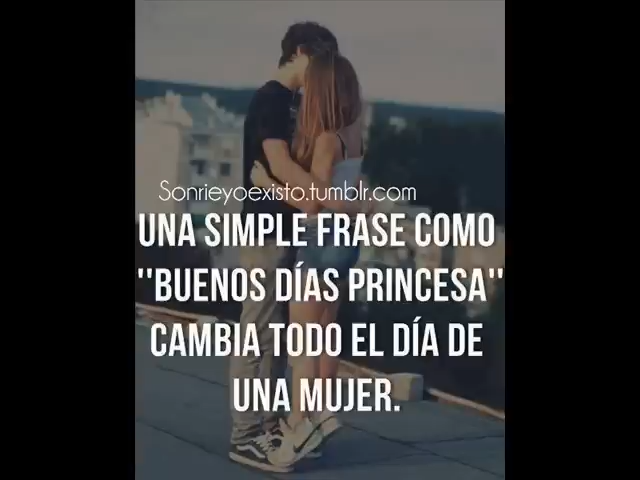 Sonrieyoexisto.tumblr.com
UNA SIMPLE FRASE COMO
''BUENOS DÍAS PRINCESA''
CAMBIA TODO EL DÍA DE
UNA MUJER.